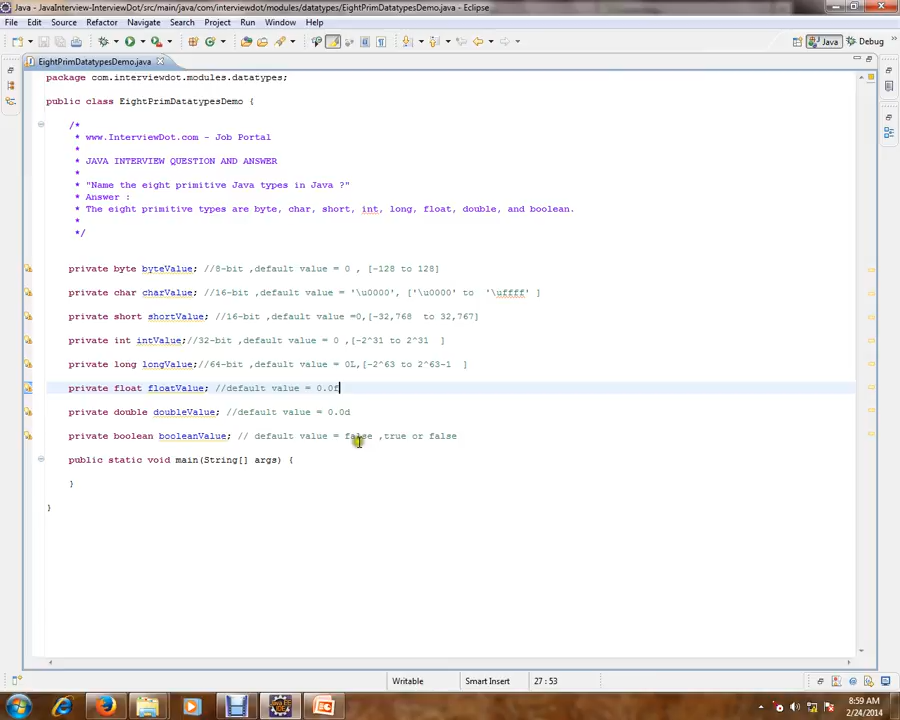 Java - JavaInterview-InterviewDot/src/main/java/com/interviewdot/modules/datatypes/EightPrimDatatypesDemo.java - Eclipse
File Edit Source Refactor Navigate Search Project Run Window Help
Java Debug
EightPrimDatatypesDemo.java
package com.interviewdot.modules.datatypes;
public class EightPrimDatatypesDemo {
/*
* www.InterviewDot.com - Job Portal
*
* JAVA INTERVIEW QUESTION AND ANSWER
*
* "Name the eight primitive Java types in Java ?"
* Answer :
* The eight primitive types are byte, char, short, int, long, float, double, and boolean.
*
*/
private byte byteValue; //8-bit ,default value = 0 , [-128 to 128]
private char charValue; //16-bit ,default value = '\u0000', ['\u0000' to '\uffff' ]
private short shortValue; //16-bit ,default value =0,[-32,768 to 32,767]
private int intValue;//32-bit ,default value = 0 ,[-2^31 to 2^31 ]
private long longValue;//64-bit ,default value = 0L,[-2^63 to 2^63-1 ]
private float floatValue; //default value = 0.0f
private double doubleValue; //default value = 0.0d
private boolean booleanValue; // default value = false ,true or false
public static void main(String[] args) {
}
}
Writable Smart Insert 27 : 53
8:59 AM
2/24/2014